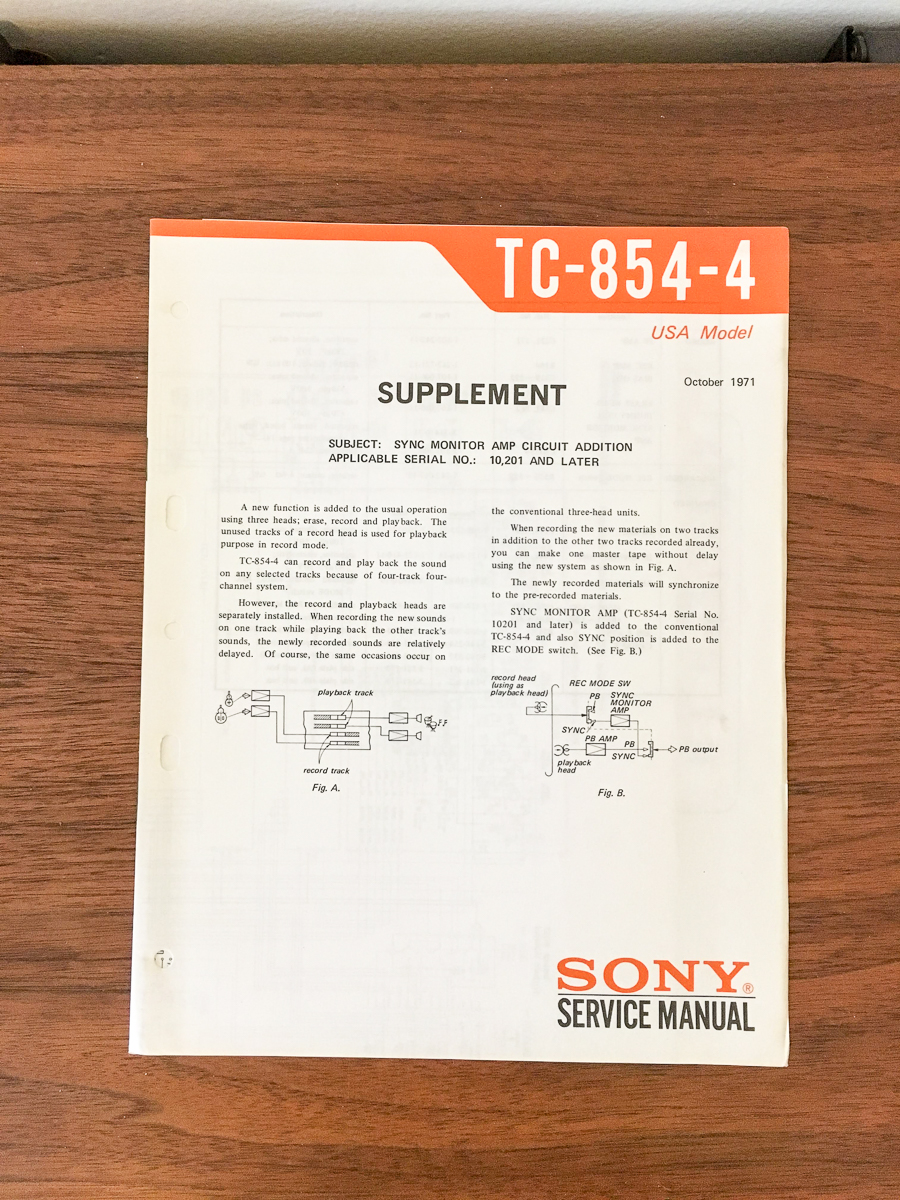 TC-854-4
USA Model
October 1971
SUPPLEMENT
SUBJECT: SYNC MONITOR AMP CIRCUIT ADDITION
APPLICABLE SERIAL NO.: 10,201 AND LATER
A new function is added to the usual operation
using three heads; erase, record and playback. The
unused tracks of a record head is used for playback
purpose in record mode.
TC-854-4 can record and play back the sound
on any selected tracks because of four-track four-
channel system.
However, the record and playback heads are
separately installed. When recording the new sounds
on one track while playing back the other track's
sounds, the newly recorded sounds are relatively
delayed. Of course, the same occasions occur on
the conventional three-head units.
When recording the new materials on two tracks
in addition to the other two tracks recorded already,
you can make one master tape without delay
using the new system as shown in Fig. A.
The newly recorded materials will synchronize
to the pre-recorded materials.
SYNC MONITOR AMP (TC-854-4 Serial No.
10201 and later) is added to the conventional
TC-854-4 and also SYNC position is added to the
REC MODE switch. (See Fig. B.)
playback track
record track
Fig. A.
record head
(using as
playback head)
REC MODE SW
PB
SYNC
MONITOR
AMP
SYNC
PB AMP
PB
SYNC
PB output
playback
head
Fig. B.
SONY®
SERVICE MANUAL